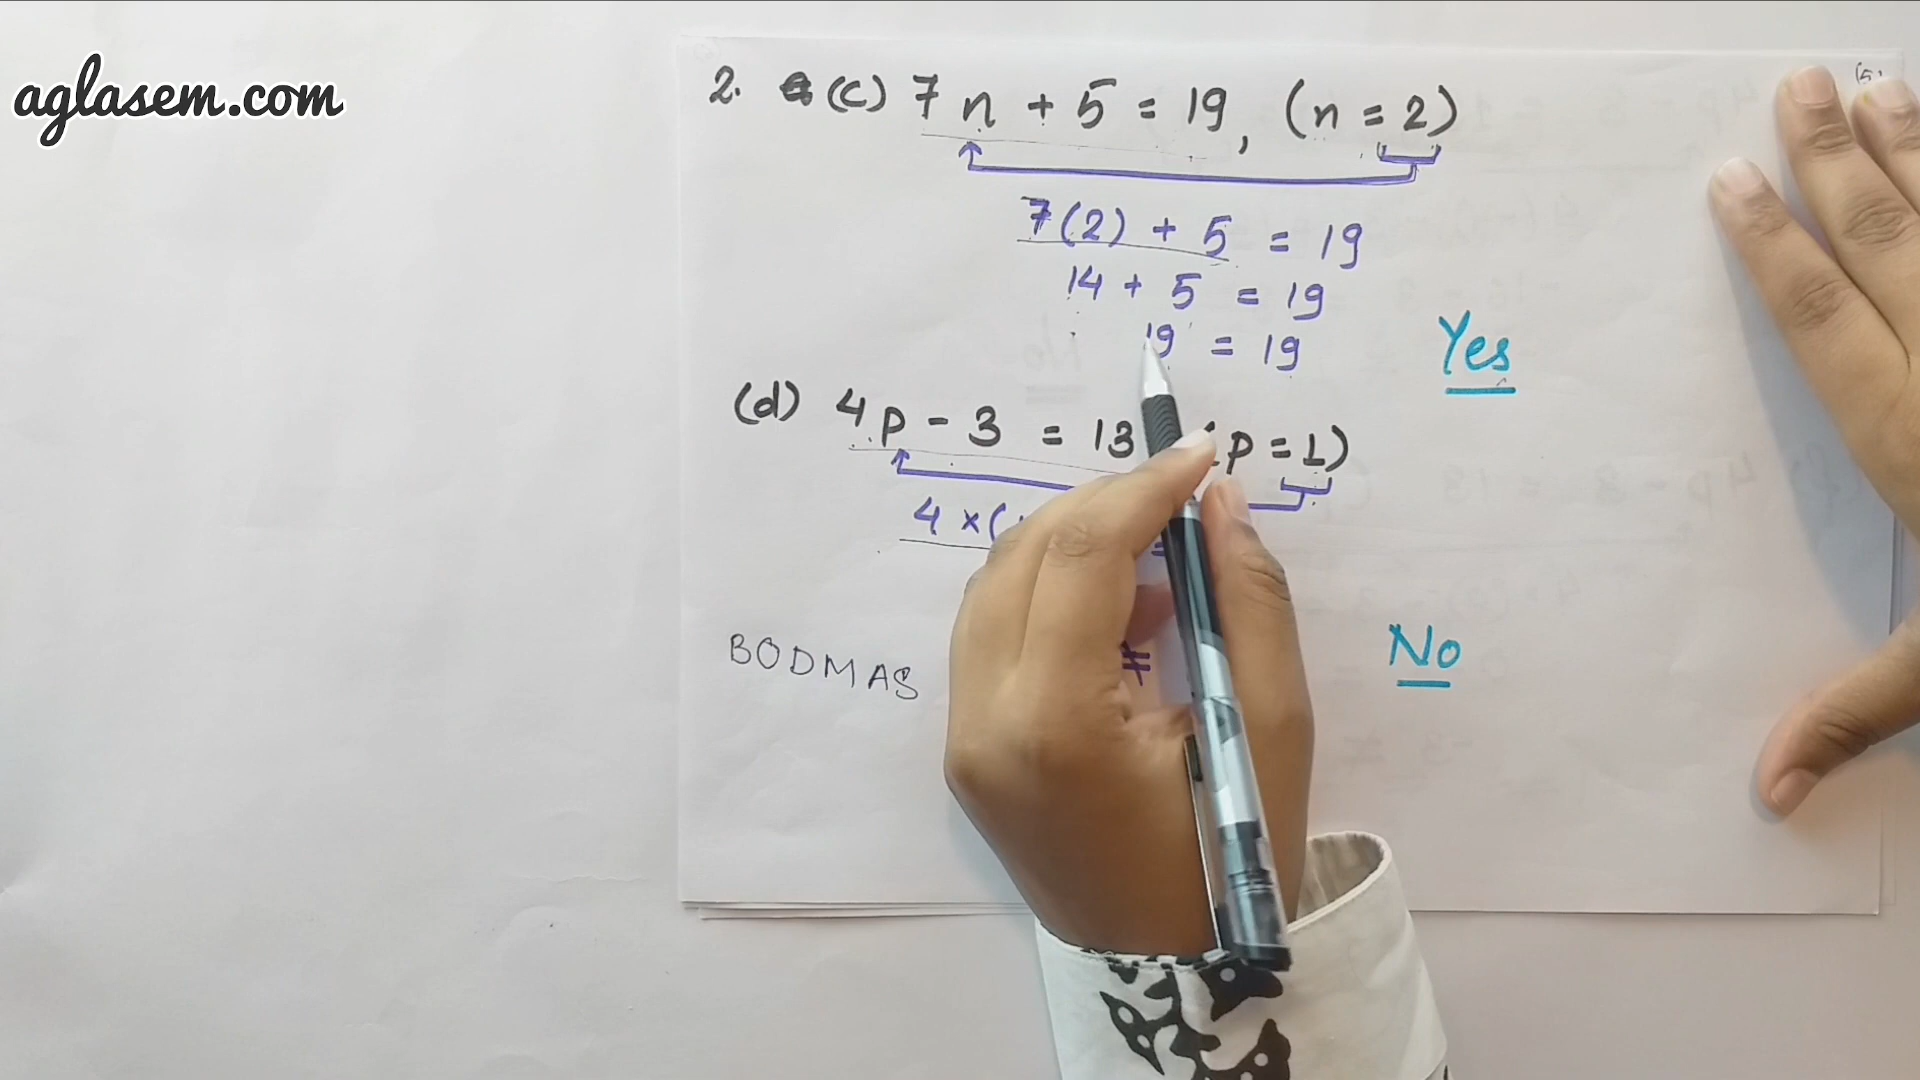 aglasem.com
2. (c) 7n + 5 = 19, (n = 2)
7(2) + 5 = 19
14 + 5 = 19
19 = 19
Yes
(d) 4p - 3 = 13 (p = 1)
4 × (
=
BODMAS ≠
No